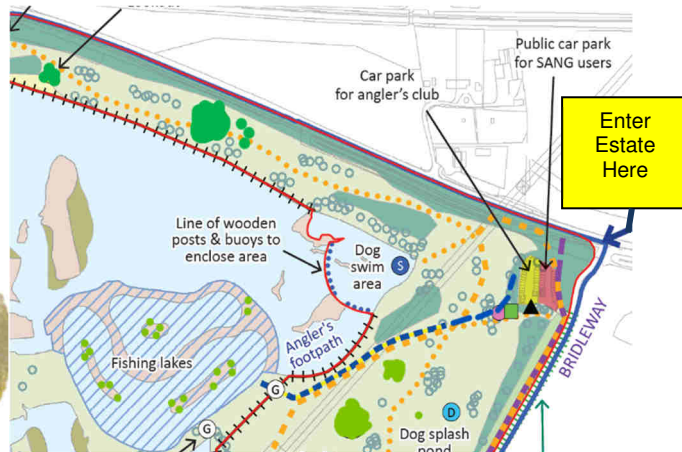 Public car park
for SANG users
Car park
for angler's club
Enter
Estate
Here
Line of wooden
posts & buoys to
enclose area
Dog
swim
area
S
Angler's
footpath
Fishing lakes
BRIDLEWAY
G
G
D
Dog splash
pond